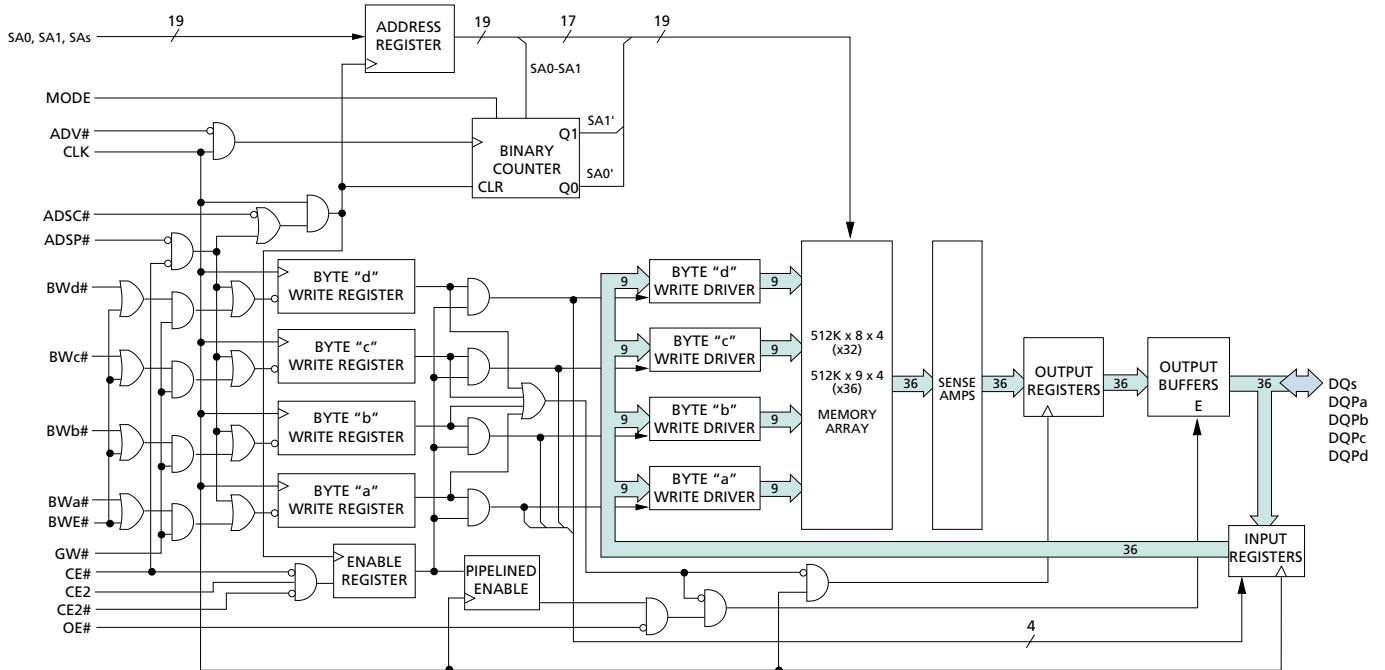 19
ADDRESS
REGISTER
19
17
19
SA0, SA1, SAs
SA0-SA1
MODE
ADV#
CLK
BINARY
COUNTER
Q1
SA1'
CLR
Q0
SA0'
ADSC#
ADSP#
BYTE “d”
WRITE REGISTER
BWd#
9
BYTE “d”
WRITE DRIVER
9
BYTE “c”
WRITE REGISTER
BWc#
9
BYTE “c”
WRITE DRIVER
9
512K x 8 x 4
(x32)
512K x 9 x 4
(x36)
MEMORY
ARRAY
36
SENSE
AMPS
36
OUTPUT
REGISTERS
36
OUTPUT
BUFFERS
E
36
DQs
DQPa
DQPb
DQPc
DQPd
BYTE “b”
WRITE REGISTER
BWb#
9
BYTE “b”
WRITE DRIVER
9
BYTE “a”
WRITE REGISTER
BWa#
BWE#
9
BYTE “a”
WRITE DRIVER
9
GW#
CE#
CE2
CE2#
OE#
ENABLE
REGISTER
PIPELINED
ENABLE
36
INPUT
REGISTERS
4